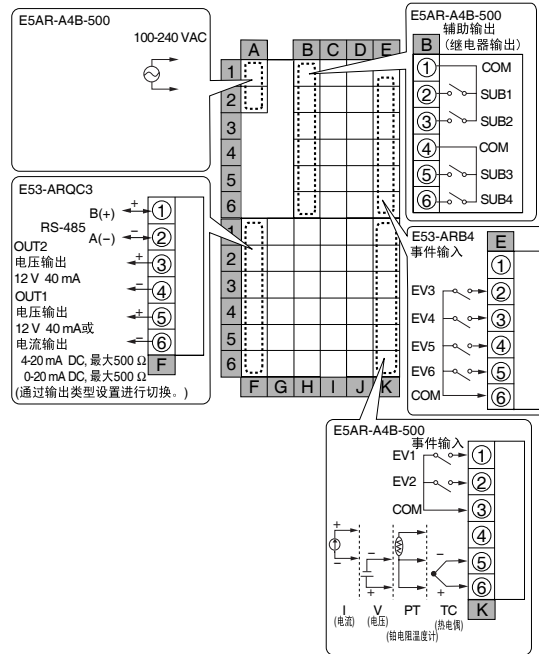 E5AR-A4B-500
100-240 VAC
A B C D E
1
2
3
4
5
6
1
2
3
4
5
6
F G H I J K
E5AR-A4B-500
辅助输出
(继电器输出)
B
① COM
② SUB1
③ SUB2
④ COM
⑤ SUB3
⑥ SUB4
E53-ARQC3
B(+) + ①
RS-485
A(−) − ②
OUT2
电压输出
12 V 40 mA
+ ③
− ④
OUT1
电压输出
12 V 40 mA或
电流输出
+ ⑤
− ⑥
4-20 mA DC, 最大500 Ω
0-20 mA DC, 最大500 Ω
F
(通过输出类型设置进行切换。)
E53-ARB4
事件输入
E
①
EV3 ②
EV4 ③
EV5 ④
EV6 ⑤
COM ⑥
E5AR-A4B-500
事件输入
EV1 ①
EV2 ②
COM ③
④
⑤
⑥
+ − − + −  +
I V PT TC K
(电流) (电压) (铂电阻温度计) (热电偶)